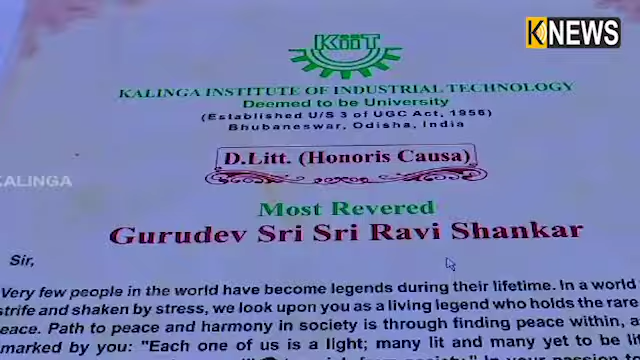 K NEWS
KiiT
KALINGA INSTITUTE OF INDUSTRIAL TECHNOLOGY
Deemed to be University
(Established U/S 3 of UGC Act, 1956)
Bhubaneswar, Odisha, India
D.Litt. (Honoris Causa)
KALINGA
Most Revered
Gurudev Sri Sri Ravi Shankar
Sir,
Very few people in the world have become legends during their lifetime. In a world
strife and shaken by stress, we look upon you as a living legend who holds the rare
eace. Path to peace and harmony in society is through finding peace within, a
marked by you: "Each one of us is a light; many lit and many yet to be li